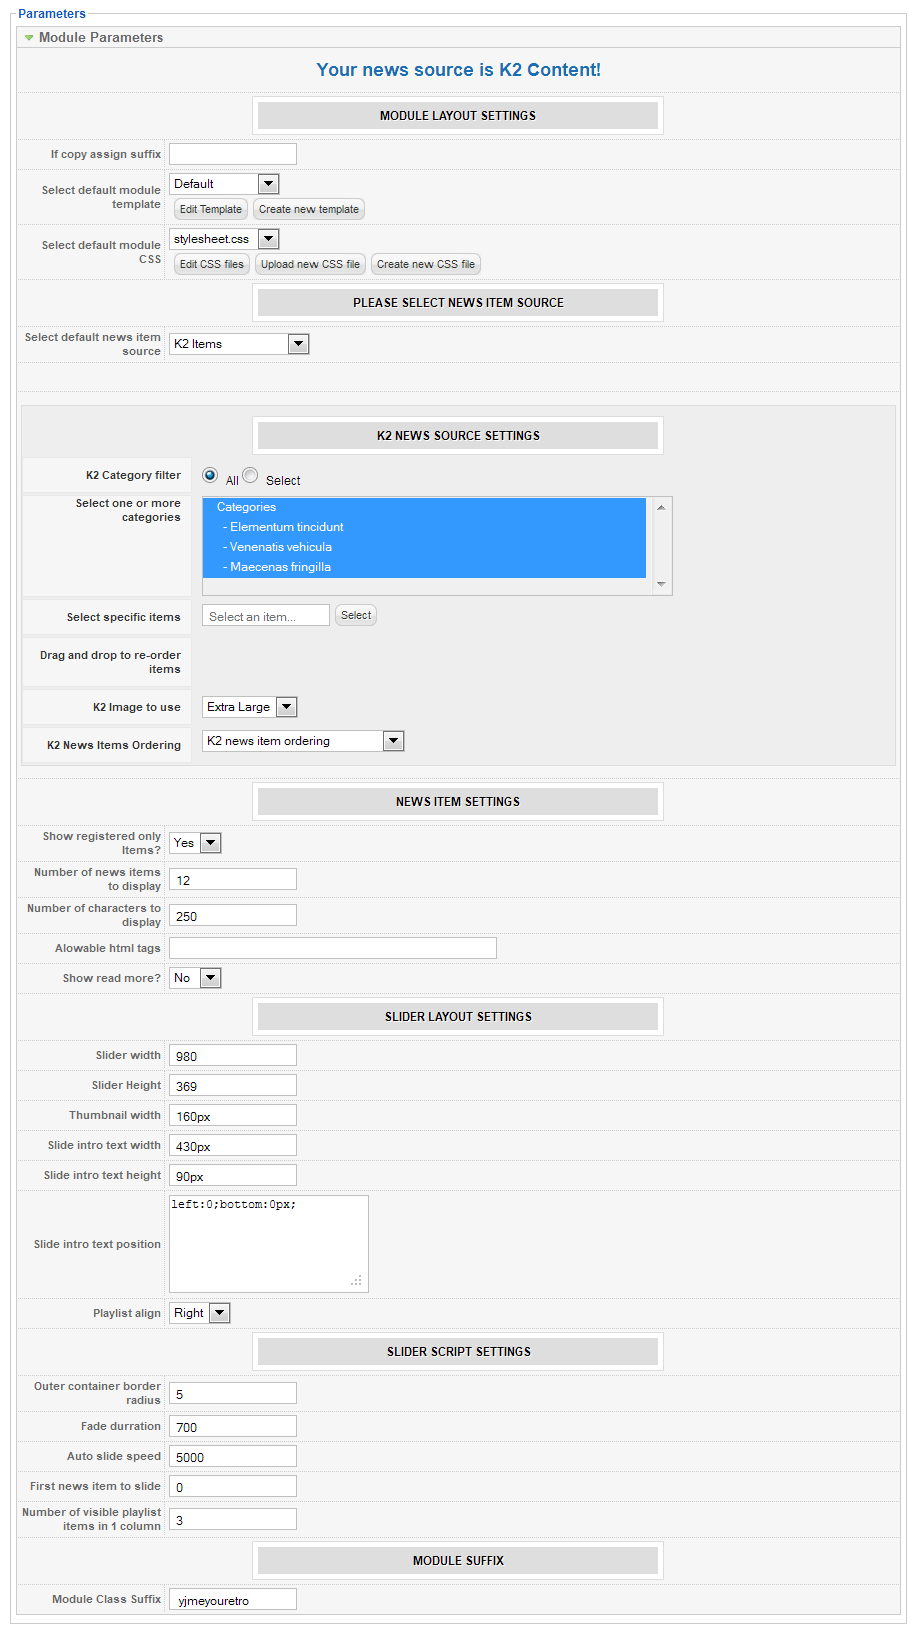 Parameters
Module Parameters
Your news source is K2 Content!
MODULE LAYOUT SETTINGS
If copy assign suffix
Select default module
template
Default
Edit Template Create new template
Select default module
CSS
stylesheet.css
Edit CSS files Upload new CSS file Create new CSS file
PLEASE SELECT NEWS ITEM SOURCE
Select default news item
source
K2 Items
K2 NEWS SOURCE SETTINGS
K2 Category filter
All Select
Select one or more
categories
Categories
- Elementum tincidunt
- Venenatis vehicula
- Maecenas fringilla
Select specific items
Select an item... Select
Drag and drop to re-order
items
K2 Image to use
Extra Large
K2 News Items Ordering
K2 news item ordering
NEWS ITEM SETTINGS
Show registered only
Items?
Yes
Number of news items
to display
12
Number of characters to
display
250
Alowable html tags
Show read more?
No
SLIDER LAYOUT SETTINGS
Slider width
980
Slider Height
369
Thumbnail width
160px
Slide intro text width
430px
Slide intro text height
90px
Slide intro text position
left:0;bottom:0px;
Playlist align
Right
SLIDER SCRIPT SETTINGS
Outer container border
radius
5
Fade durration
700
Auto slide speed
5000
First news item to slide
0
Number of visible playlist
items in 1 column
3
MODULE SUFFIX
Module Class Suffix
yjmeyouretro